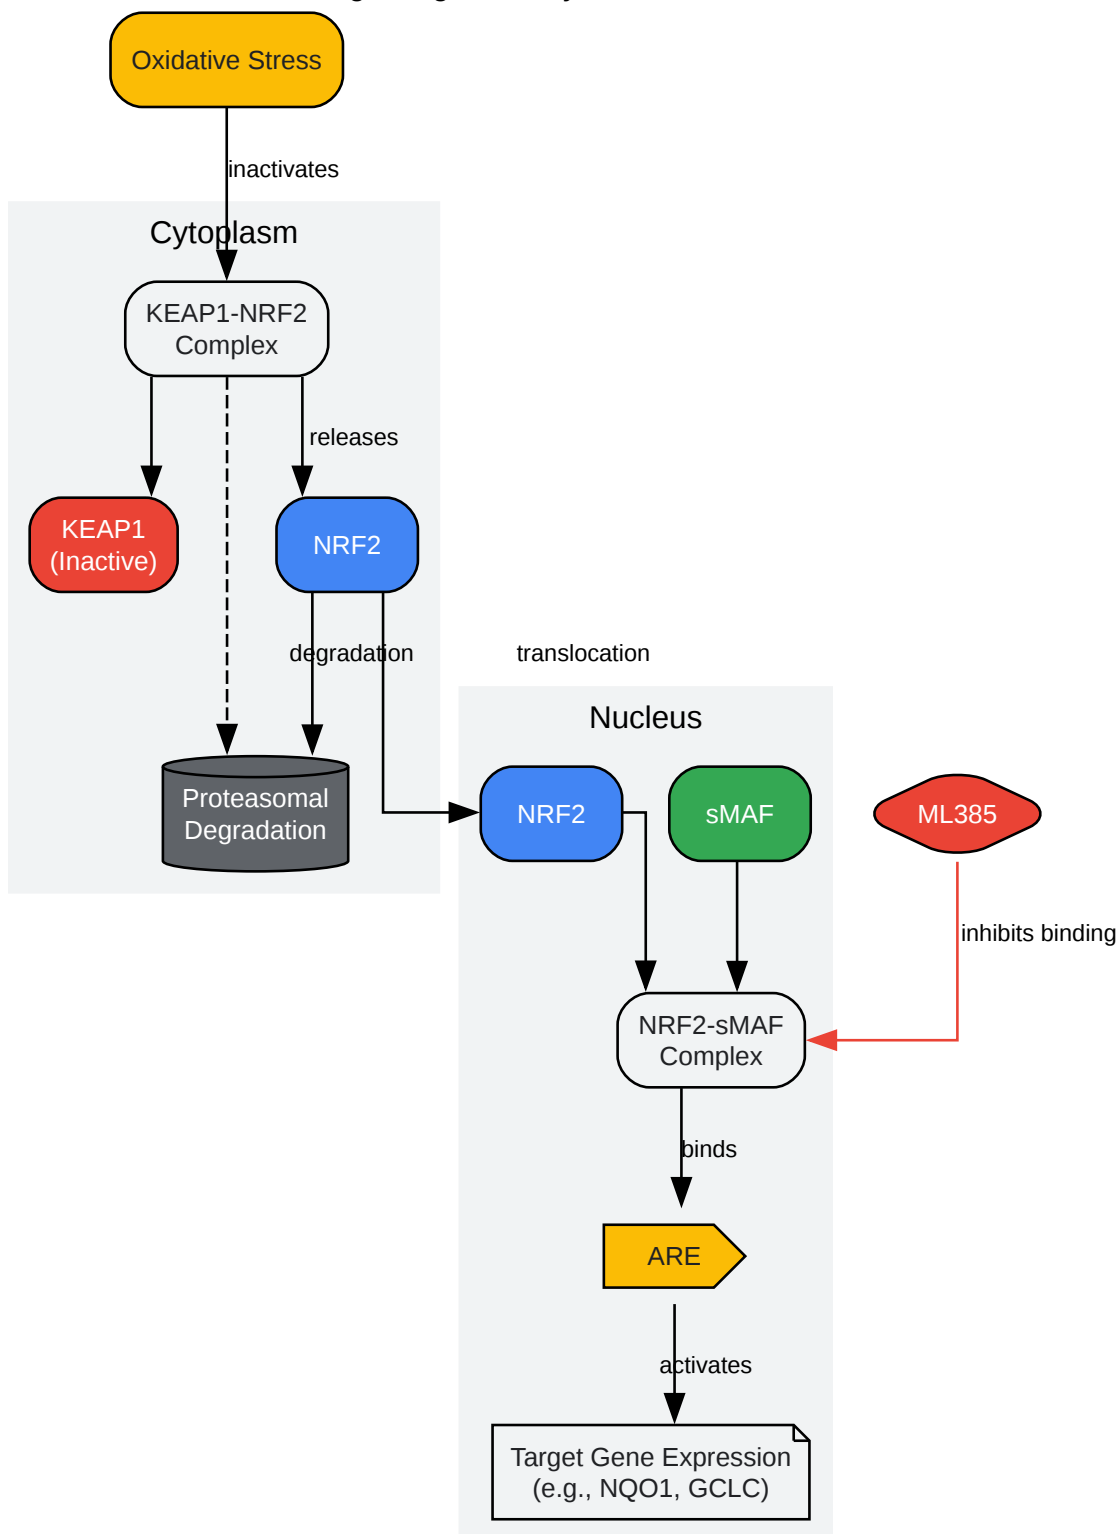 Oxidative Stress
inactivates
Cytoplasm
KEAP1-NRF2
Complex
releases
KEAP1
(Inactive)
NRF2
degradation
translocation
Nucleus
Proteasomal
Degradation
NRF2
sMAF
ML385
inhibits binding
NRF2-sMAF
Complex
binds
ARE
activates
Target Gene Expression
(e.g., NQO1, GCLC)